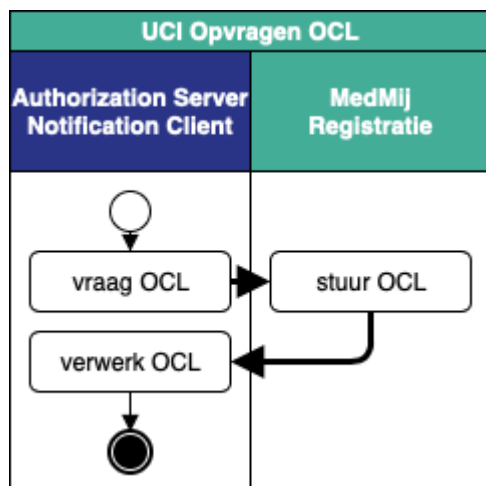 UCI Opvragen OCL
Authorization Server
Notification Client
MedMij
Registratie
vraag OCL
stuur OCL
verwerk OCL